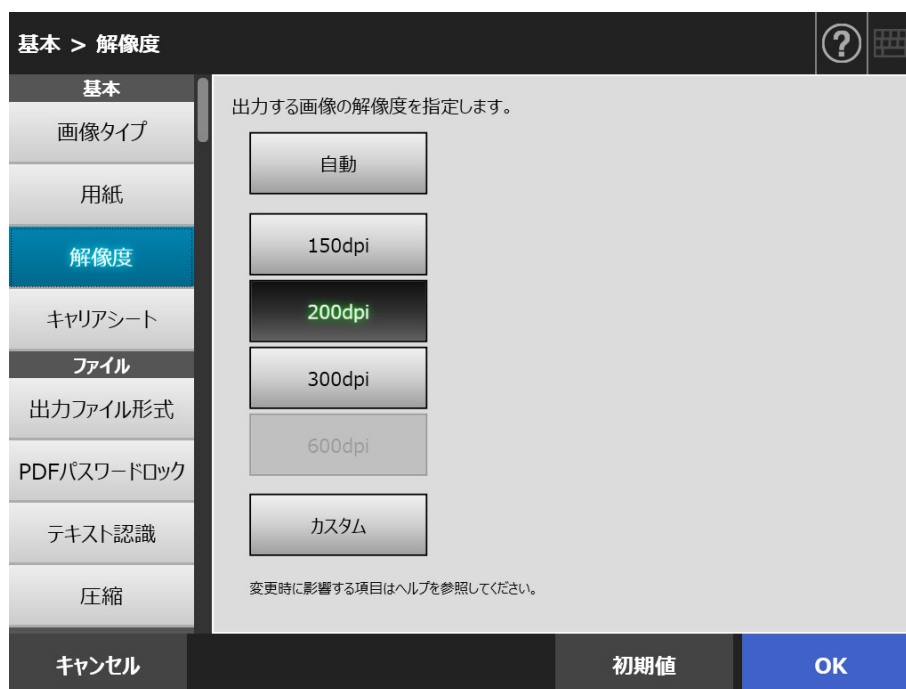 基本 > 解像度
?
基本
画像タイプ
用紙
解像度
キャリアシート
ファイル
出力ファイル形式
PDFパスワードロック
テキスト認識
圧縮
出力する画像の解像度を指定します。
自動
150dpi
200dpi
300dpi
600dpi
カスタム
変更時に影響する項目はヘルプを参照してください。
キャンセル
初期値
OK